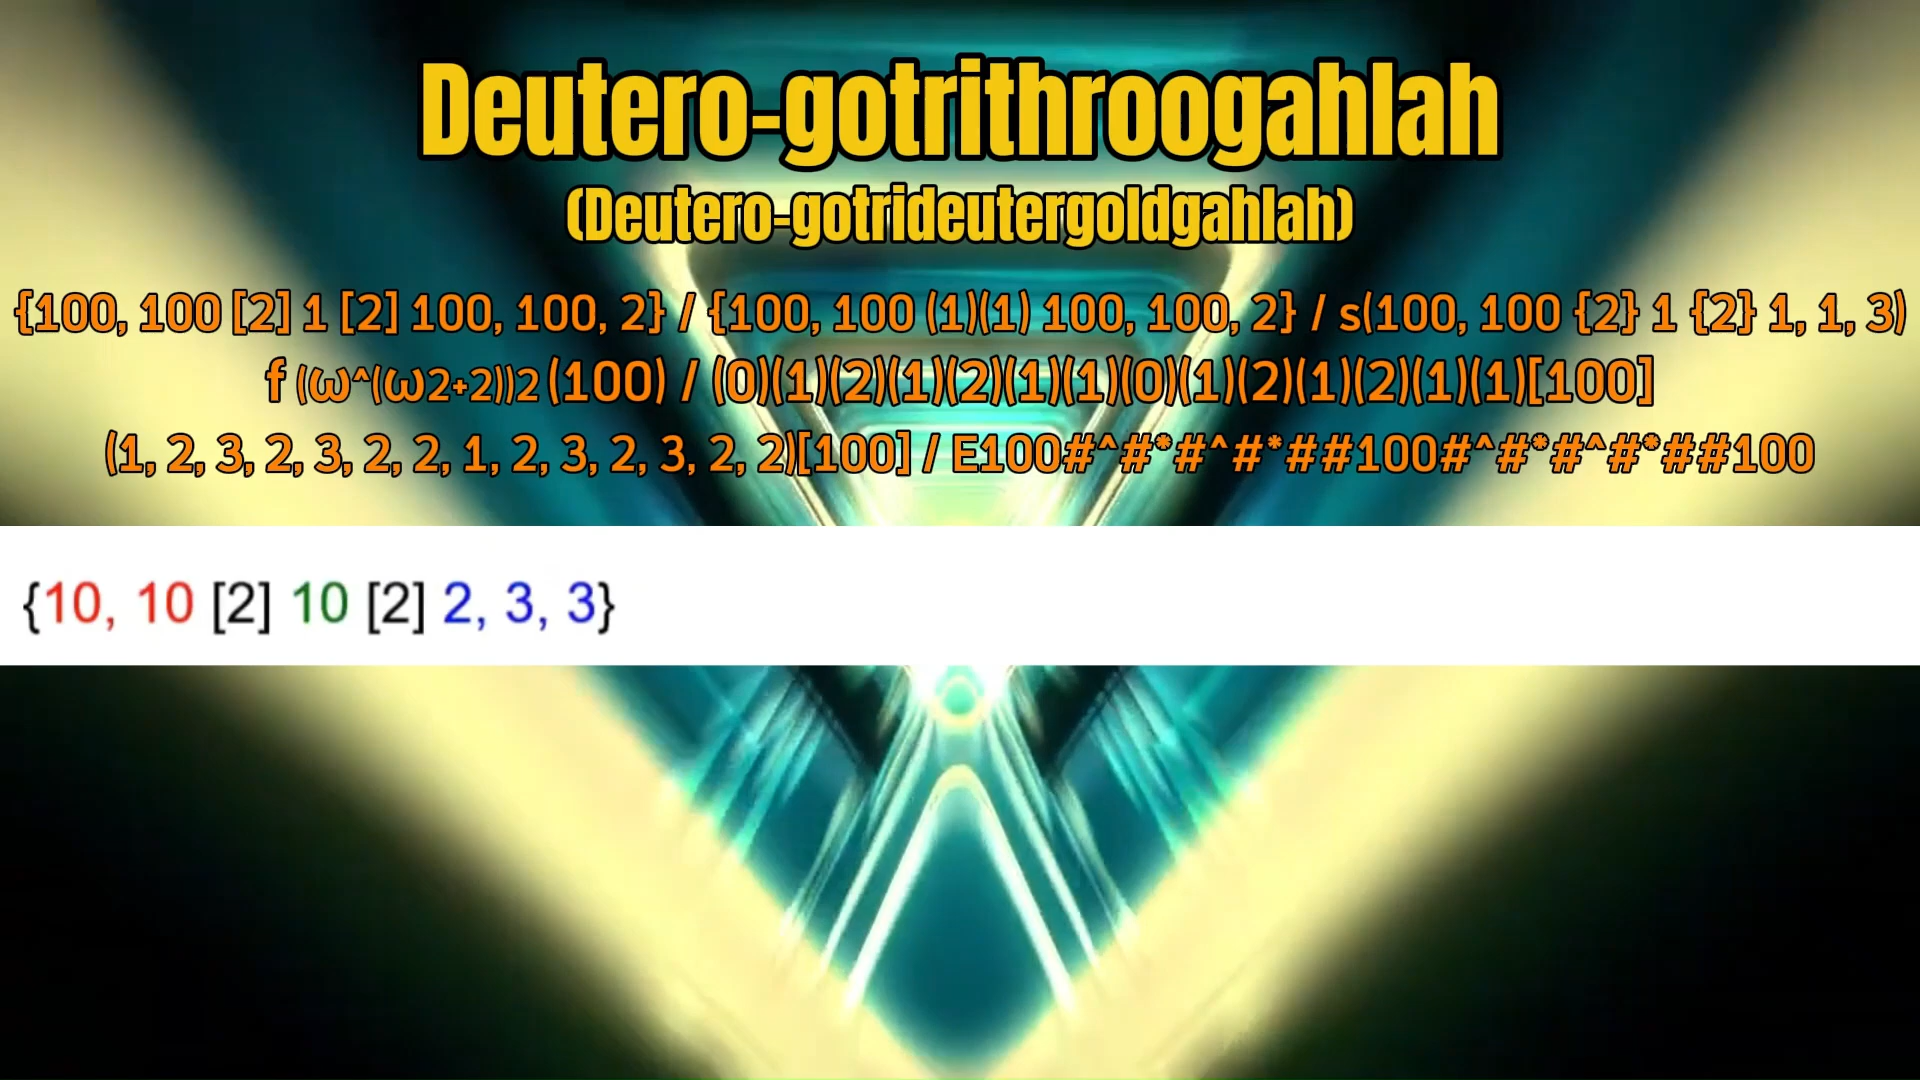 Deutero-gotrithroogahlah
(Deutero-gotrideutergoldgahlah)
{100, 100 [2] 1 [2] 100, 100, 2} / {100, 100 (1)(1) 100, 100, 2} / s(100, 100 {2} 1 {2} 1, 1, 3)
f (ω^(ω2+2))2 (100) / (0)(1)(2)(1)(2)(1)(1)(0)(1)(2)(1)(2)(1)(1)[100]
(1, 2, 3, 2, 3, 2, 2, 1, 2, 3, 2, 3, 2, 2)[100] / E100#^#*#^#*##100#^#*#^#*##100
{10, 10 [2] 10 [2] 2, 3, 3}